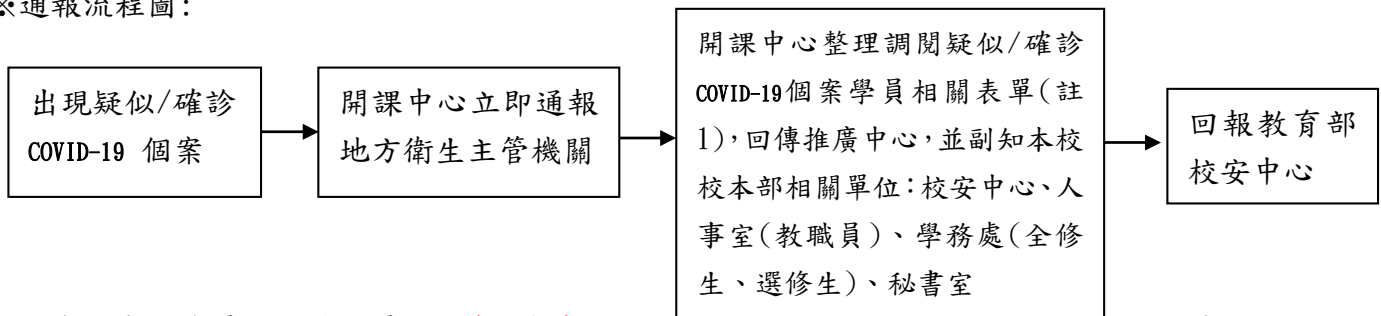 ※通報流程圖：
出現疑似/確診
COVID-19 個案
開課中心立即通報
地方衛生主管機關
開課中心整理調閱疑似/確診
COVID-19個案學員相關表單(註
1)，回傳推廣中心，並副知本校
校本部相關單位：校安中心、人
事室(教職員)、學務處(全修
生、選修生)、秘書室
回報教育部
校安中心